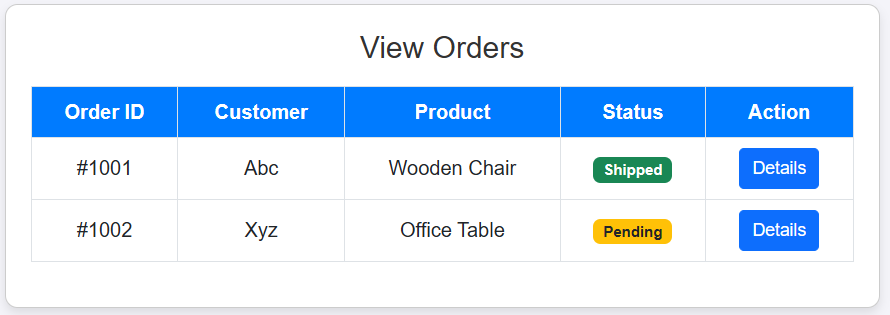 View Orders
Order ID Customer Product Status Action
#1001 Abc Wooden Chair Shipped Details
#1002 Xyz Office Table Pending Details